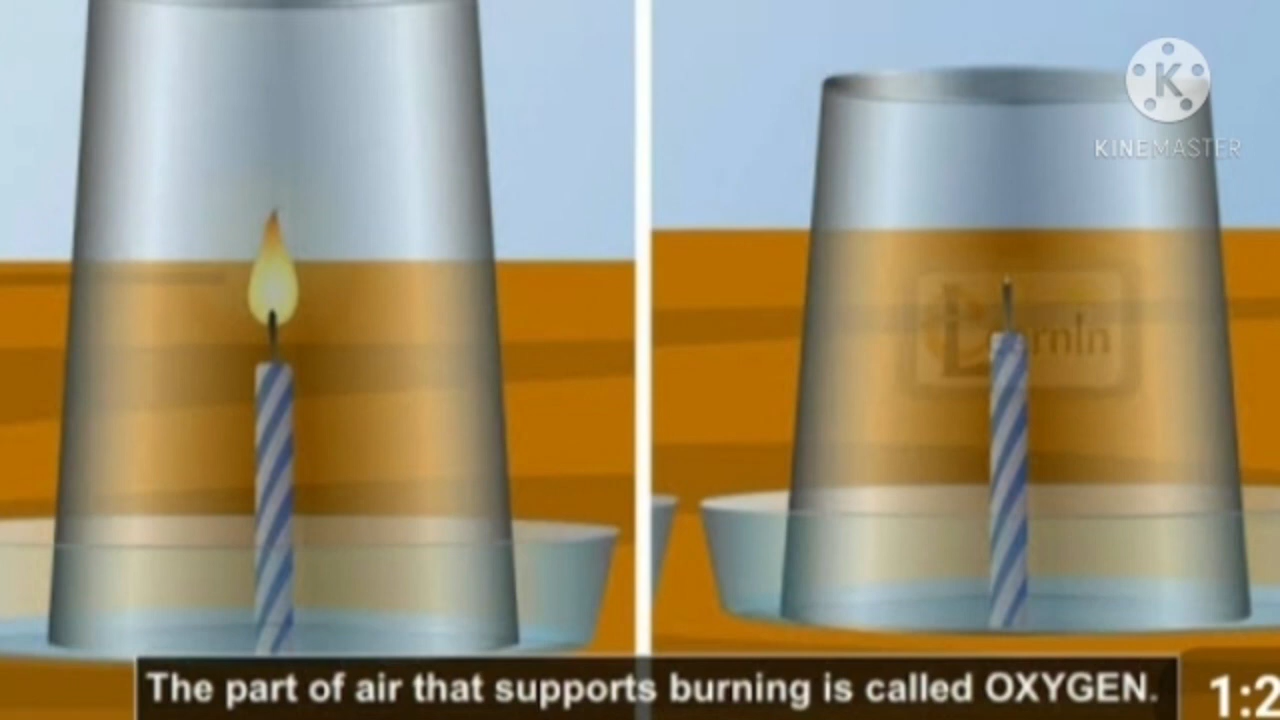 K
KINEMASTER
The part of air that supports burning is called OXYGEN.
1:2